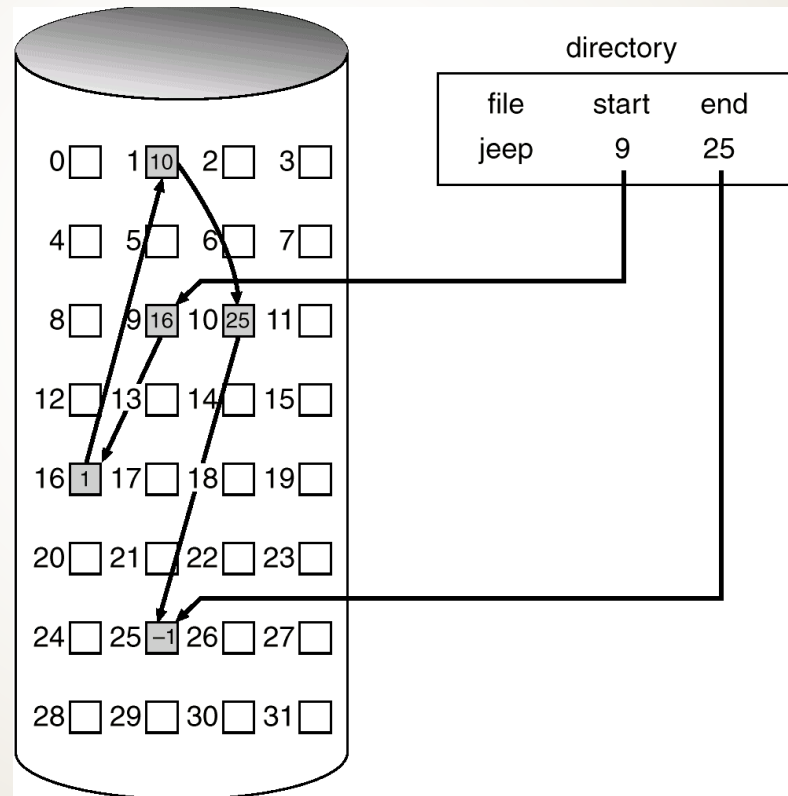 directory
file start end
jeep 9 25
0 1 10 2 3
4 5 6 7
8 9 16 10 25 11
12 13 14 15
16 1 17 18 19
20 21 22 23
24 25 –1 26 27
28 29 30 31